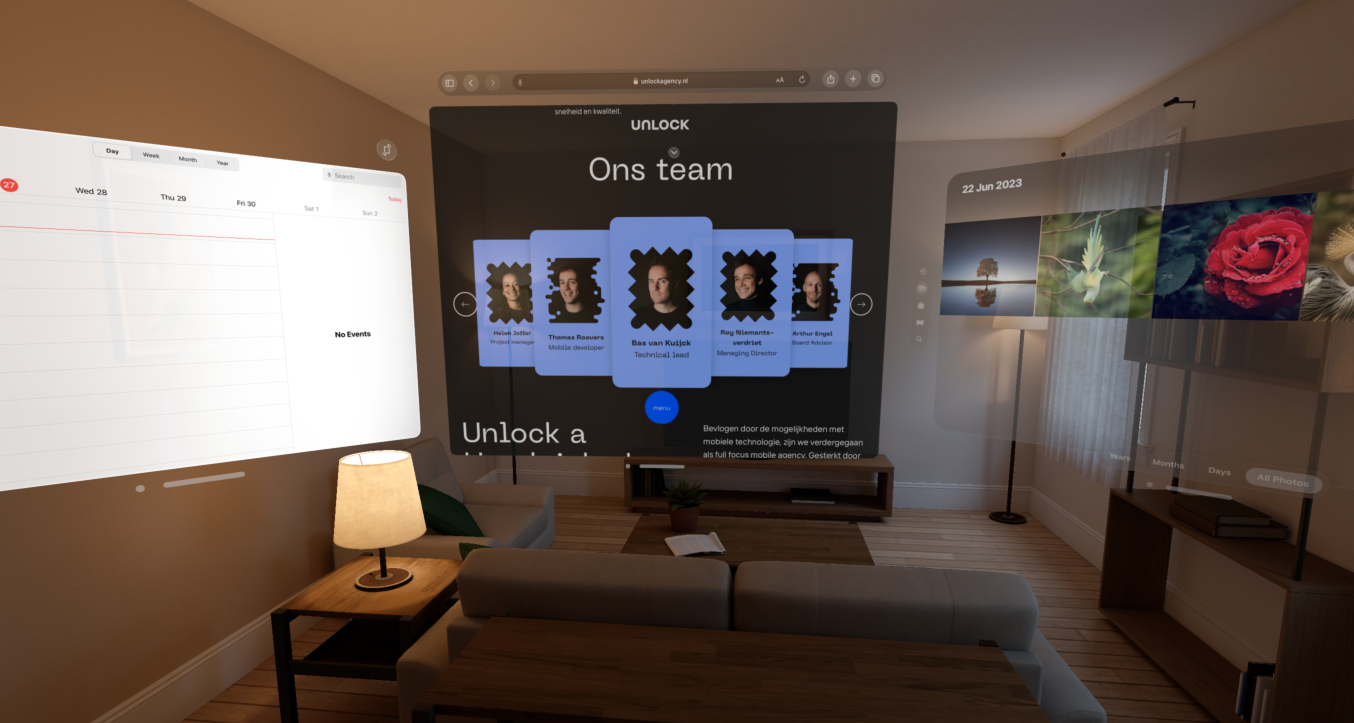 Day Week Month Year
Search
Today
27 Wed 28 Thu 29 Fri 30 Sat 1 Sun 2
No Events
unlockagency.nl
AA
snelheid en kwaliteit.
UNLOCK
Ons team
Helen Joffer
Project manager
Thomas Roovers
Mobile developer
Bas van Kuijck
Technical lead
Roy Niemants-
verdriet
Managing Director
Arthur Engel
Board Advisor
menu
Unlock a
Bevlogen door de mogelijkheden met
mobiele technologie, zijn we verdergegaan
als full focus mobile agency. Gesterkt door
22 Jun 2023
Years Months Days All Photos